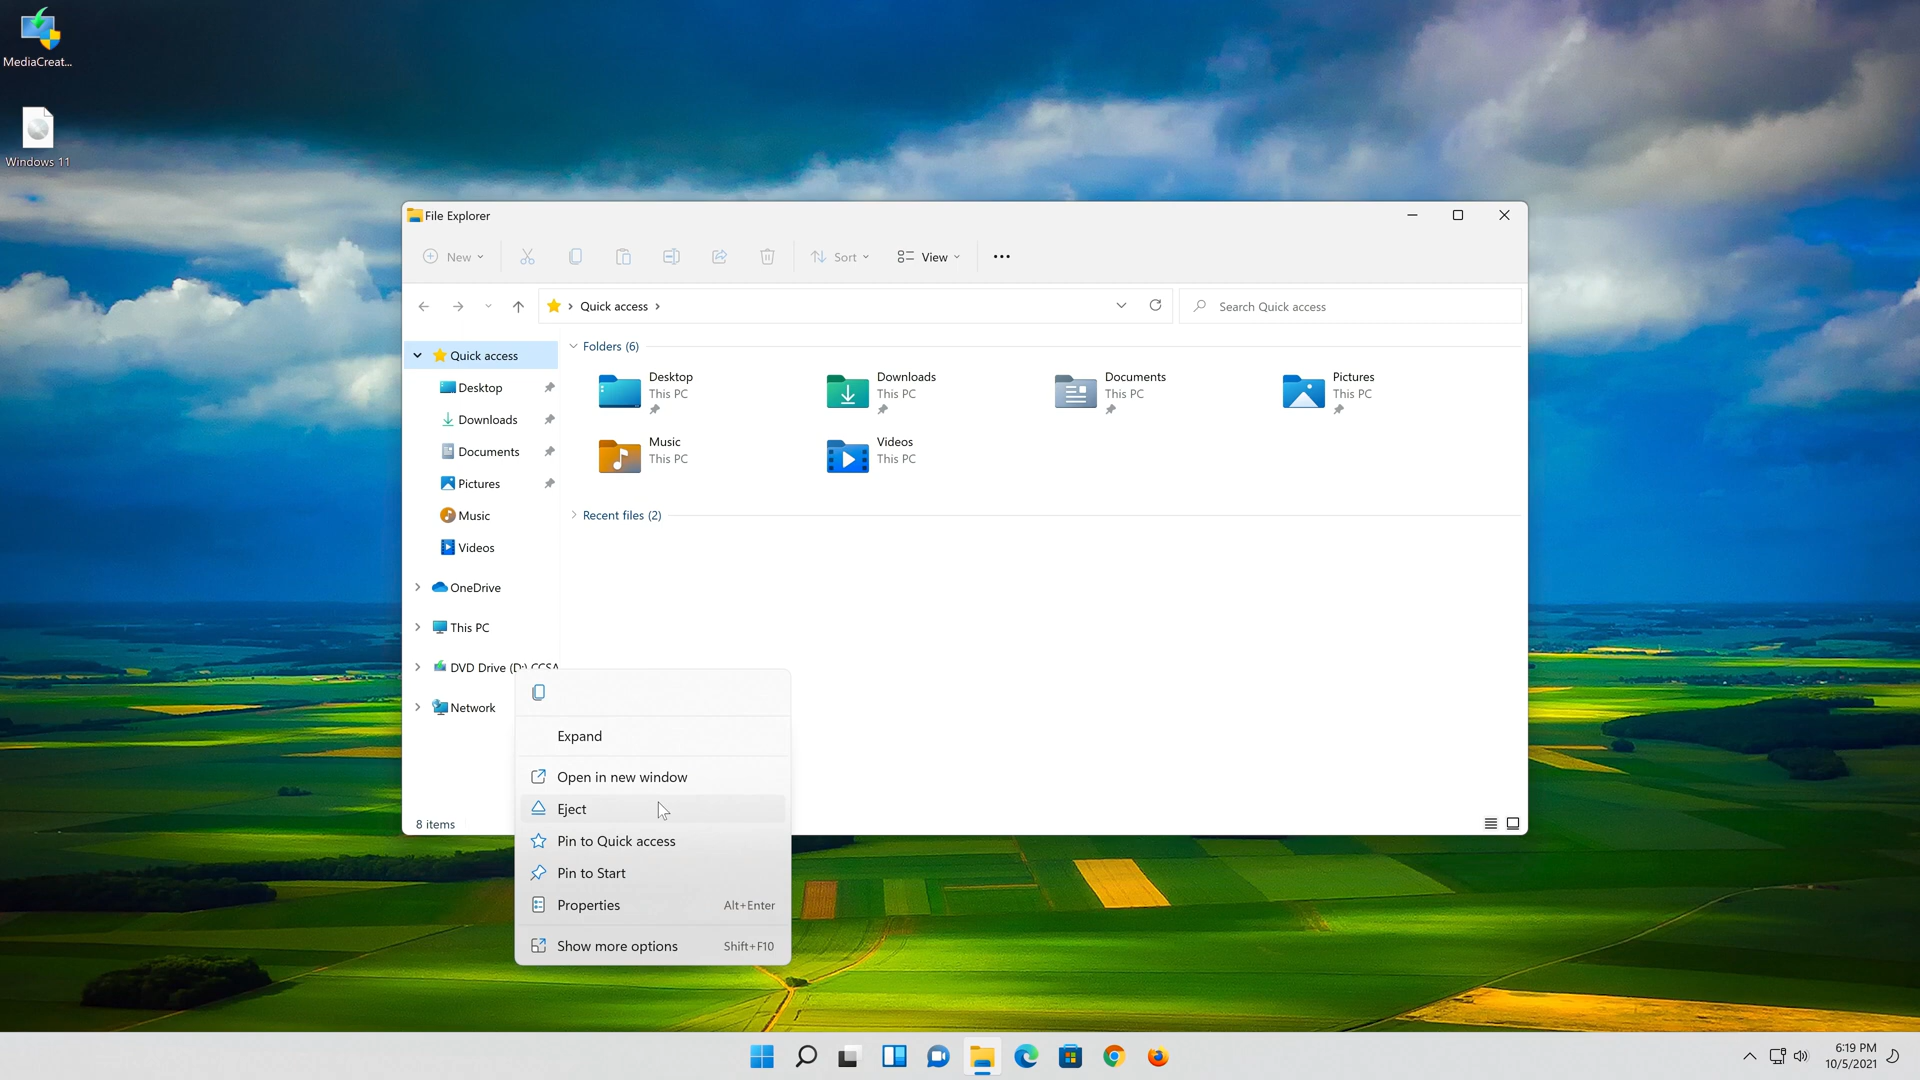 MediaCreat...
Windows 11
File Explorer
New
Sort
View
Quick access
Search Quick access
Quick access
Desktop
Downloads
Documents
Pictures
Music
Videos
OneDrive
This PC
DVD Drive (D:) CCSA
Network
Folders (6)
Desktop
This PC
Downloads
This PC
Documents
This PC
Pictures
This PC
Music
This PC
Videos
This PC
Recent files (2)
Expand
Open in new window
Eject
Pin to Quick access
Pin to Start
Properties Alt+Enter
Show more options Shift+F10
8 items
6:19 PM
10/5/2021